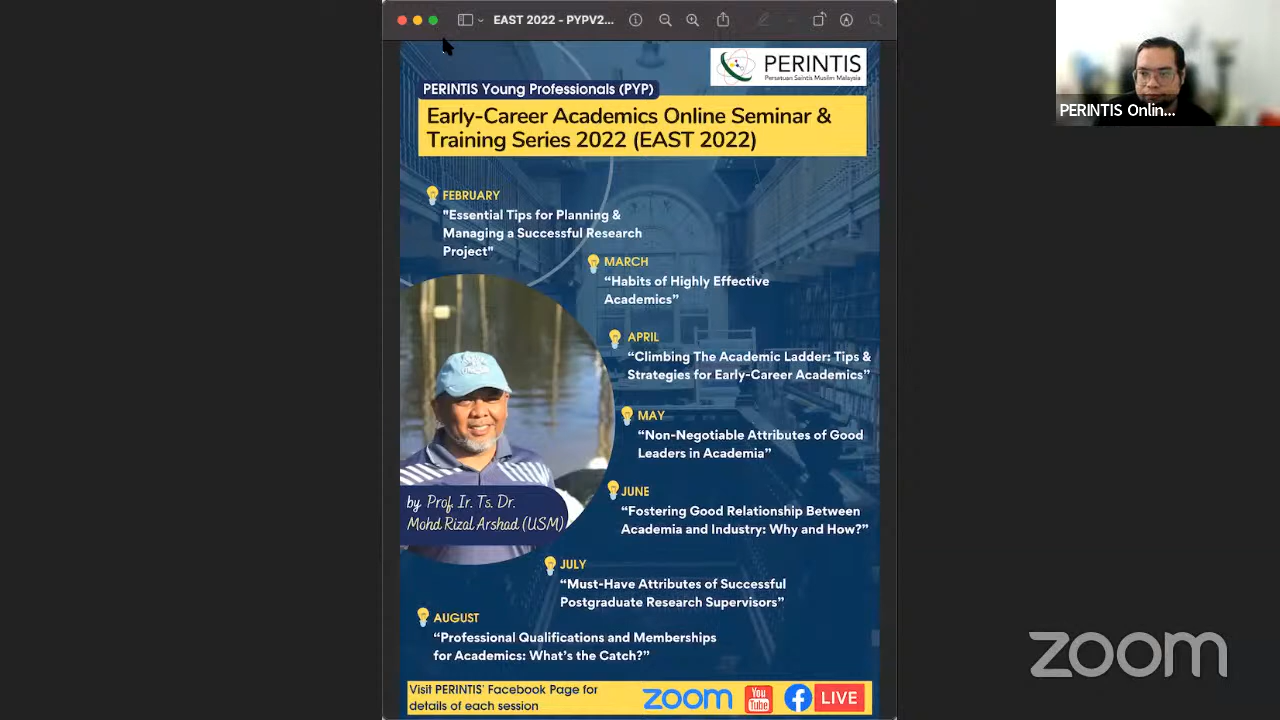 EAST 2022 - PYPV2...
PERINTIS
Persatuan Saintis Muslim Malaysia
PERINTIS Young Professionals (PYP)
Early-Career Academics Online Seminar &
Training Series 2022 (EAST 2022)
FEBRUARY
"Essential Tips for Planning &
Managing a Successful Research
Project"
MARCH
“Habits of Highly Effective
Academics”
APRIL
“Climbing The Academic Ladder: Tips &
Strategies for Early-Career Academics”
MAY
“Non-Negotiable Attributes of Good
Leaders in Academia”
JUNE
“Fostering Good Relationship Between
Academia and Industry: Why and How?”
by Prof. Ir. Ts. Dr.
Mohd Rizal Arshad (USM)
JULY
“Must-Have Attributes of Successful
Postgraduate Research Supervisors”
AUGUST
“Professional Qualifications and Memberships
for Academics: What’s the Catch?”
Visit PERINTIS’ Facebook Page for
details of each session
zoom
You
Tube
LIVE
PERINTIS Onlin...
zoom